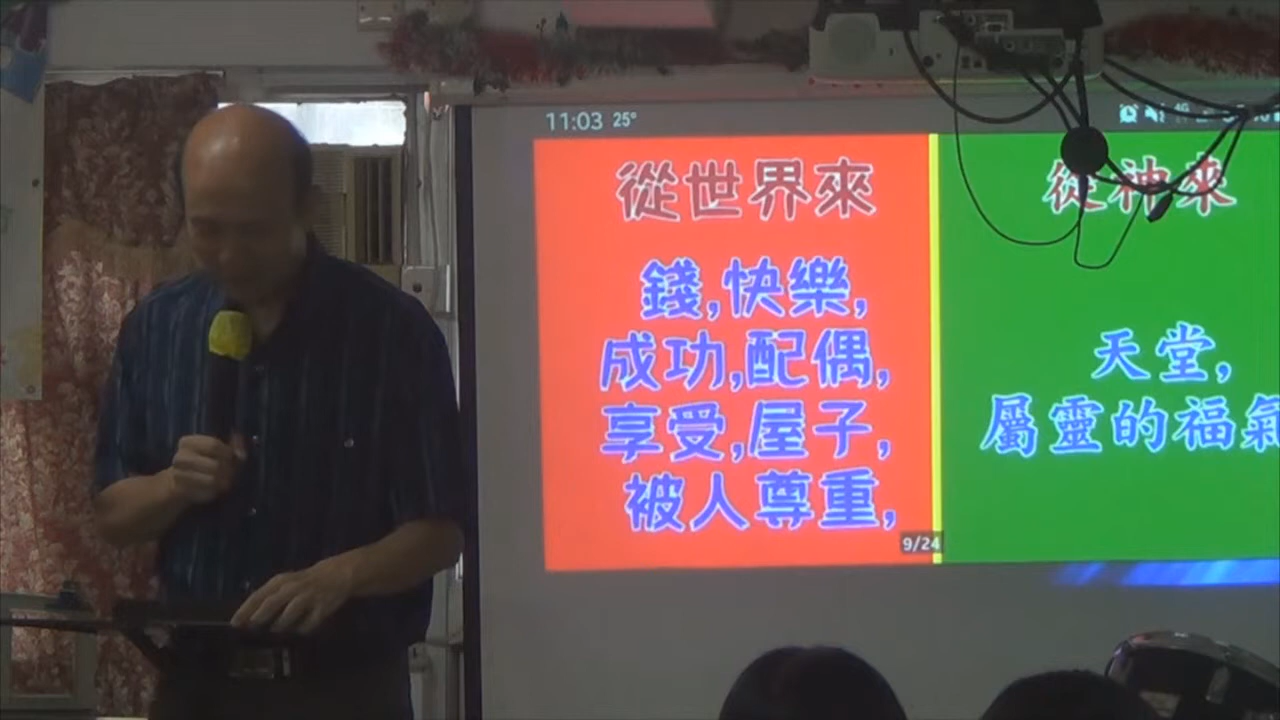 11:03 25°
從世界來
錢,快樂,
成功,配偶,
享受,屋子,
被人尊重,
從神來
天堂,
屬靈的福氣
9/24